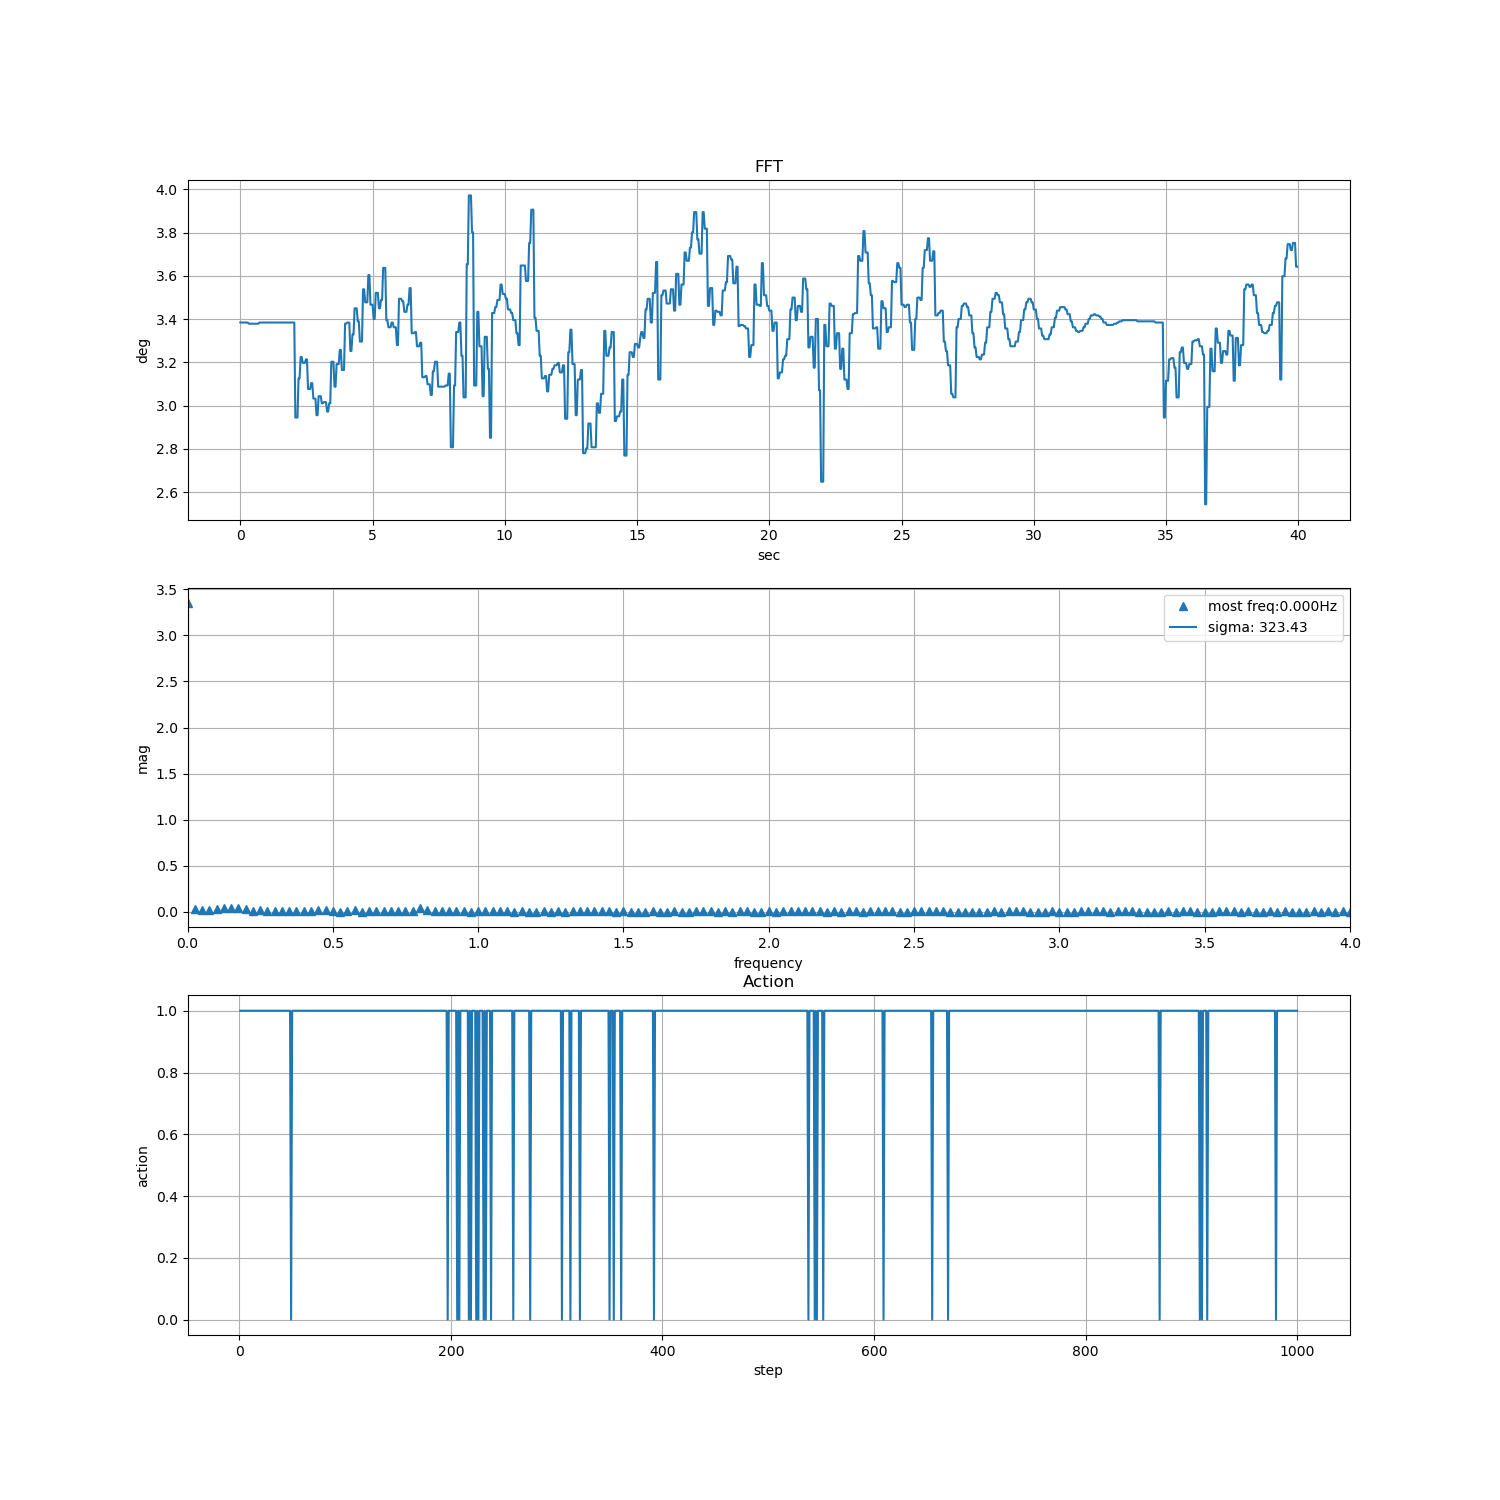 FFT
4.0
3.8
3.6
3.4
3.2
3.0
2.8
2.6
deg
0 5 10 15 20 25 30 35 40
sec
3.5
3.0
2.5
2.0
1.5
1.0
0.5
0.0
mag
most freq:0.000Hz
sigma: 323.43
0.0 0.5 1.0 1.5 2.0 2.5 3.0 3.5 4.0
frequency
Action
1.0
0.8
0.6
0.4
0.2
0.0
action
0 200 400 600 800 1000
step